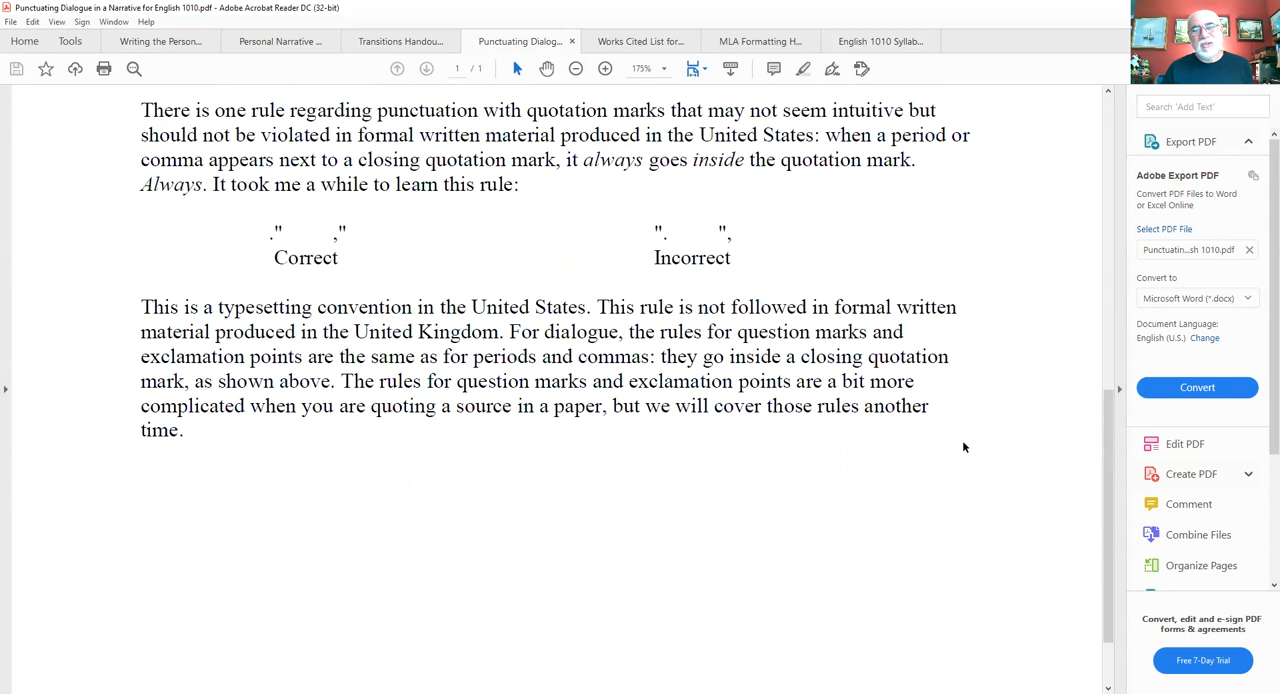 Punctuating Dialogue in a Narrative for English 1010.pdf - Adobe Acrobat Reader DC (32-bit)
File Edit View Sign Window Help
Home Tools Writing the Person... Personal Narrative ... Transitions Handou... Punctuating Dialog... × Works Cited List for... MLA Formatting H... English 1010 Syllab...
1 / 1 175%
There is one rule regarding punctuation with quotation marks that may not seem intuitive but
should not be violated in formal written material produced in the United States: when a period or
comma appears next to a closing quotation mark, it always goes inside the quotation mark.
Always. It took me a while to learn this rule:
." ," ". ",
Correct Incorrect
This is a typesetting convention in the United States. This rule is not followed in formal written
material produced in the United Kingdom. For dialogue, the rules for question marks and
exclamation points are the same as for periods and commas: they go inside a closing quotation
mark, as shown above. The rules for question marks and exclamation points are a bit more
complicated when you are quoting a source in a paper, but we will cover those rules another
time.
Search 'Add Text'
Export PDF
Adobe Export PDF
Convert PDF Files to Word
or Excel Online
Select PDF File
Punctuatin...sh 1010.pdf ×
Convert to
Microsoft Word (*.docx)
Document Language:
English (U.S.) Change
Convert
Edit PDF
Create PDF
Comment
Combine Files
Organize Pages
Convert, edit and e-sign PDF
forms & agreements
Free 7-Day Trial